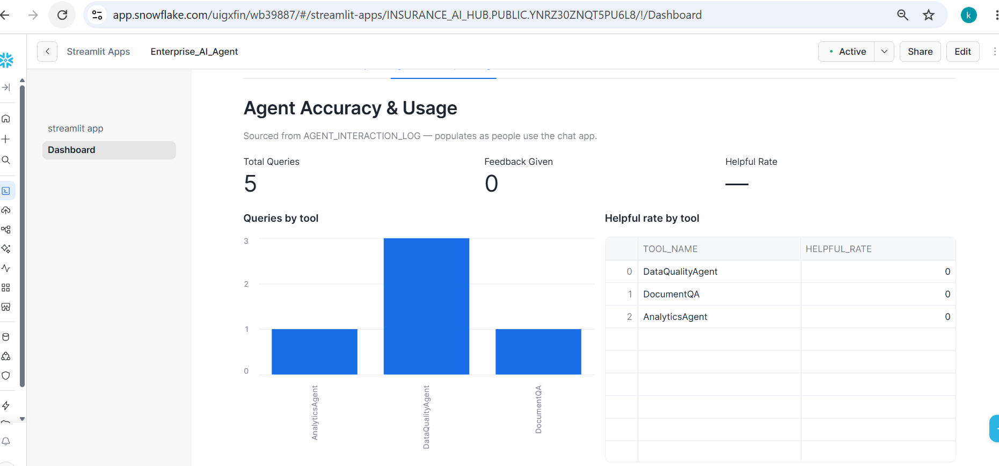 app.snowflake.com/uigxfin/wb39887/#/streamlit-apps/INSURANCE_AI_HUB.PUBLIC.YNRZ30ZNQT5PU6L8/!/Dashboard
k
Streamlit Apps
Enterprise_AI_Agent
Active
Share
Edit
streamlit app
Dashboard
Agent Accuracy & Usage
Sourced from AGENT_INTERACTION_LOG — populates as people use the chat app.
Total Queries
5
Feedback Given
0
Helpful Rate
—
Queries by tool
3
2
1
0
AnalyticsAgent
DataQualityAgent
DocumentQA
Helpful rate by tool
TOOL_NAME HELPFUL_RATE
0 DataQualityAgent 0
1 DocumentQA 0
2 AnalyticsAgent 0